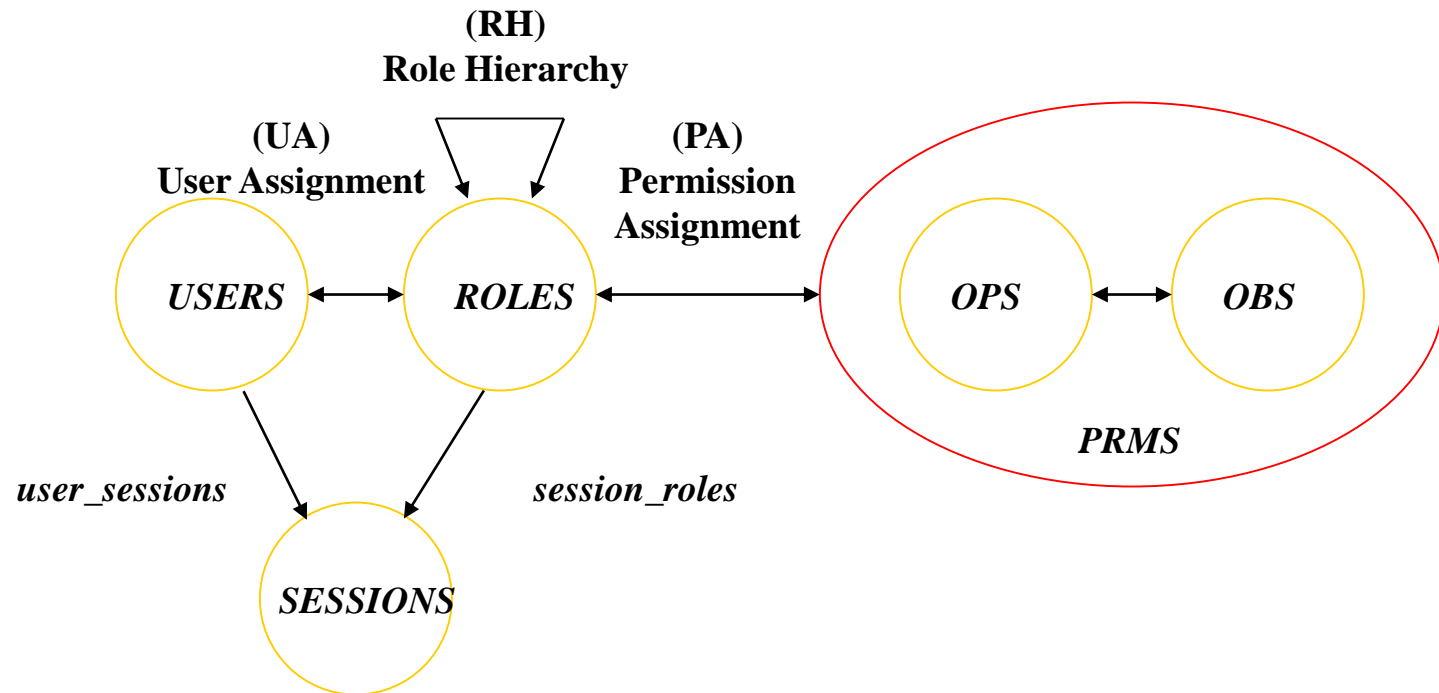 (RH)
Role Hierarchy
(UA)
User Assignment
(PA)
Permission
Assignment
USERS
ROLES
OPS
OBS
PRMS
user_sessions
session_roles
SESSIONS